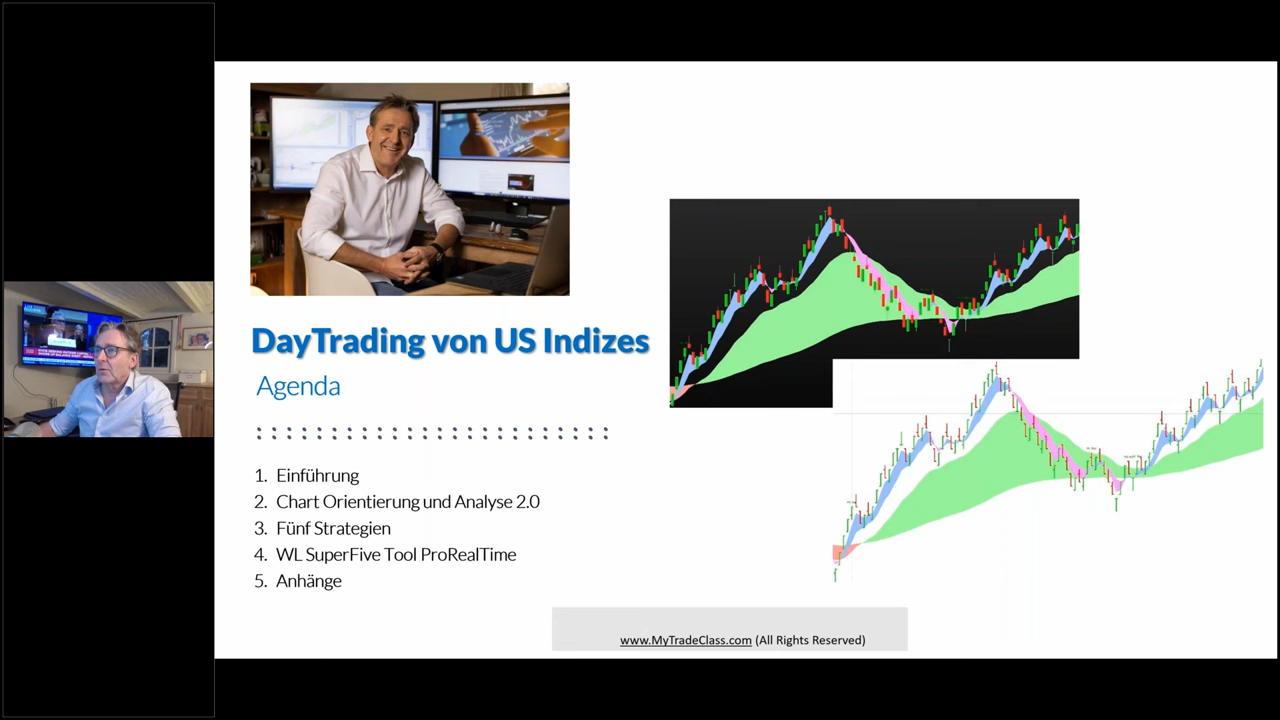 DayTrading von US Indizes
Agenda
1. Einführung
2. Chart Orientierung und Analyse 2.0
3. Fünf Strategien
4. WL SuperFive Tool ProRealTime
5. Anhänge
www.MyTradeClass.com (All Rights Reserved)